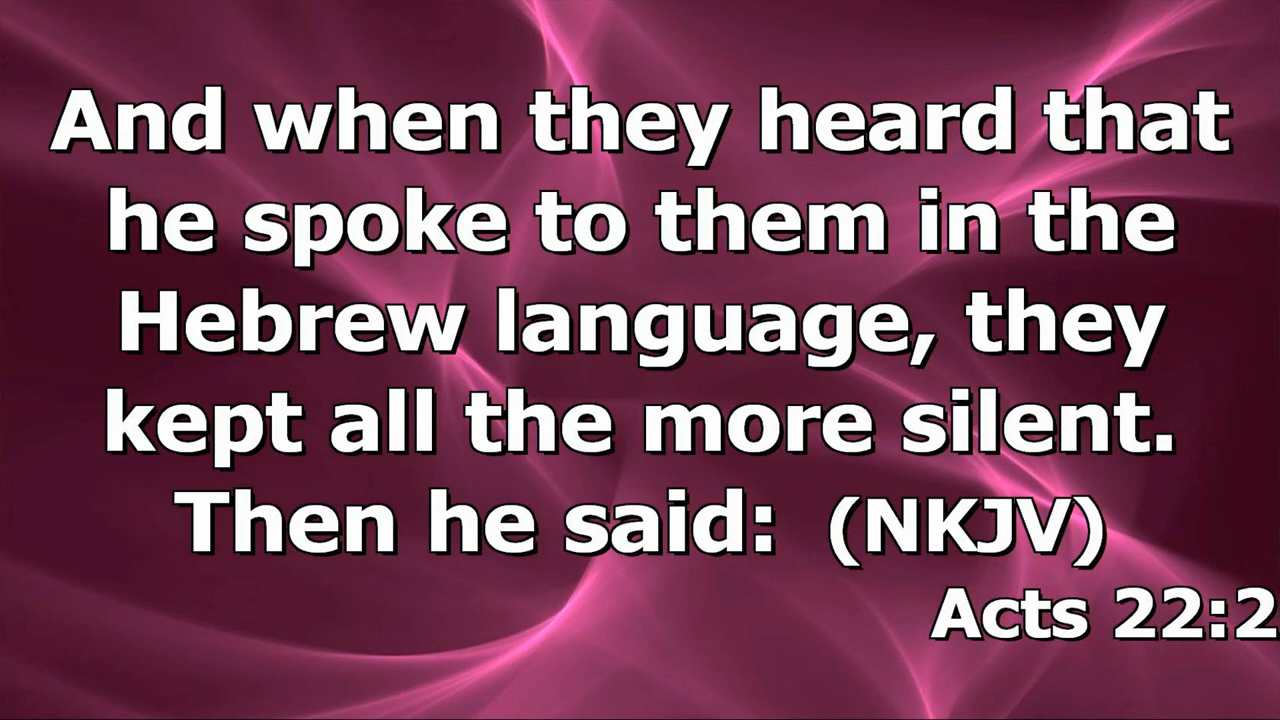 And when they heard that
he spoke to them in the
Hebrew language, they
kept all the more silent.
Then he said: (NKJV)
Acts 22:2